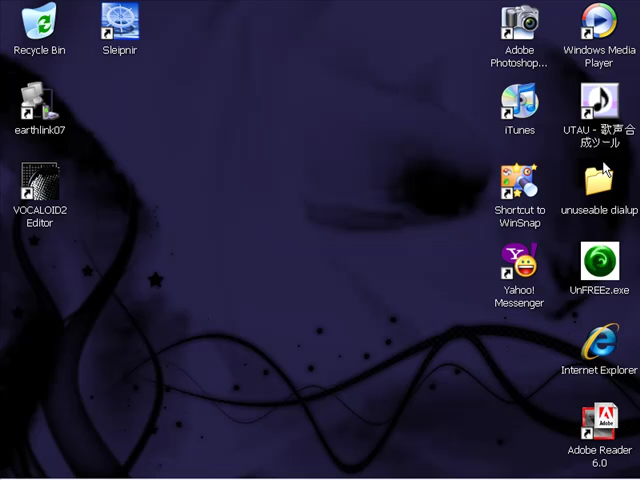 Recycle Bin
Sleipnir
Adobe
Photoshop...
Windows Media
Player
earthlink07
iTunes
UTAU - 歌声合
成ツール
VOCALOID2
Editor
Shortcut to
WinSnap
unuseable dialup
Yahoo!
Messenger
UnFREEz.exe
Internet Explorer
Adobe
Adobe Reader
6.0